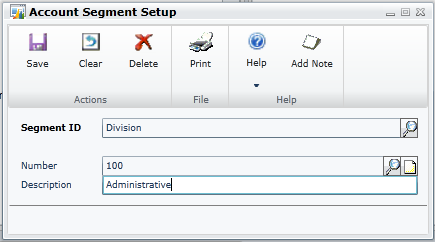 Account Segment Setup
Save Clear Delete Print Help Add Note
Actions File Help
Segment ID Division
Number 100
Description Administrative